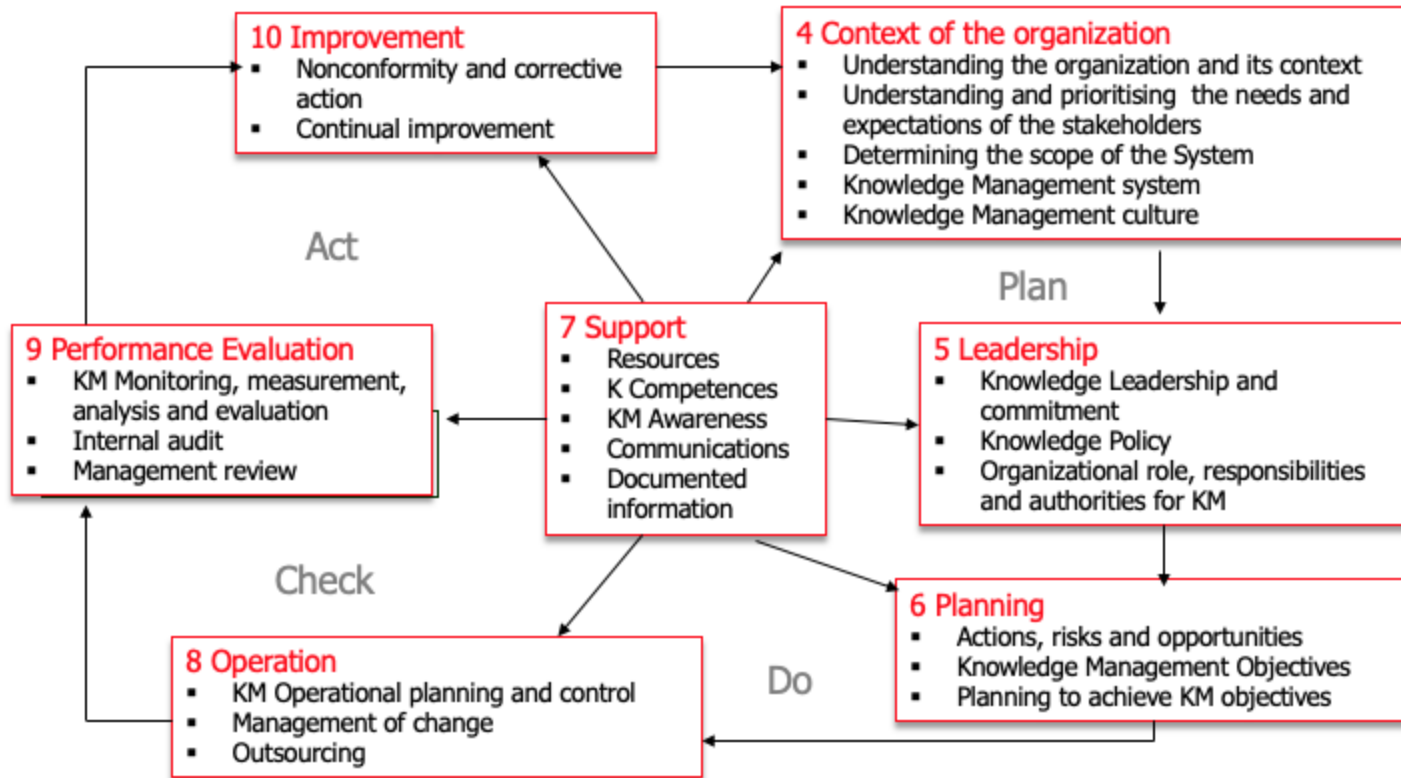 10 Improvement
▪ Nonconformity and corrective
action
▪ Continual improvement
4 Context of the organization
▪ Understanding the organization and its context
▪ Understanding and prioritising  the needs and
expectations of the stakeholders
▪ Determining the scope of the System
▪ Knowledge Management system
▪ Knowledge Management culture
Act
Plan
9 Performance Evaluation
▪ KM Monitoring, measurement,
analysis and evaluation
▪ Internal audit
▪ Management review
7 Support
▪ Resources
▪ K Competences
▪ KM Awareness
▪ Communications
▪ Documented
information
5 Leadership
▪ Knowledge Leadership and
commitment
▪ Knowledge Policy
▪ Organizational role, responsibilities
and authorities for KM
Check
Do
8 Operation
▪ KM Operational planning and control
▪ Management of change
▪ Outsourcing
6 Planning
▪ Actions, risks and opportunities
▪ Knowledge Management Objectives
▪ Planning to achieve KM objectives